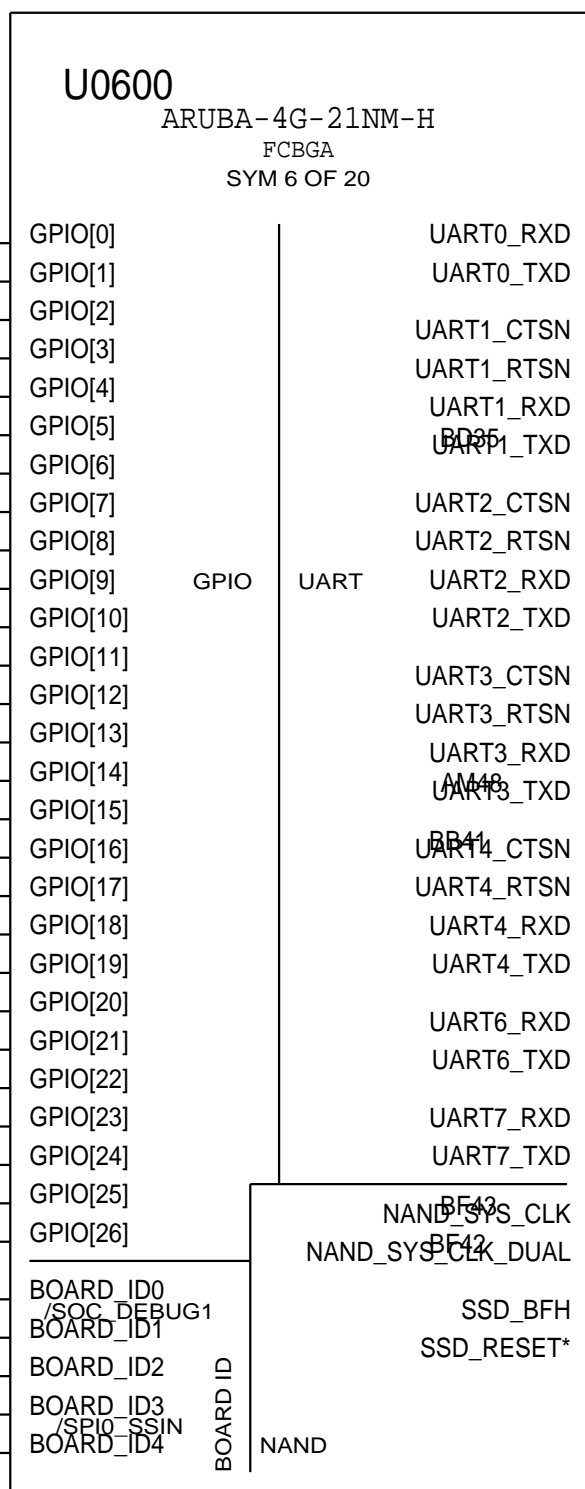 U0600
ARUBA-4G-21NM-H
FCBGA
SYM 6 OF 20
GPIO[0]
GPIO[1]
GPIO[2]
GPIO[3]
GPIO[4]
GPIO[5]
GPIO[6]
GPIO[7]
GPIO[8]
GPIO[9]
GPIO[10]
GPIO[11]
GPIO[12]
GPIO[13]
GPIO[14]
GPIO[15]
GPIO[16]
GPIO[17]
GPIO[18]
GPIO[19]
GPIO[20]
GPIO[21]
GPIO[22]
GPIO[23]
GPIO[24]
GPIO[25]
GPIO[26]
GPIO
UART
UART0_RXD
UART0_TXD
UART1_CTSN
UART1_RTSN
UART1_RXD
BD35
UART1_TXD
UART2_CTSN
UART2_RTSN
UART2_RXD
UART2_TXD
UART3_CTSN
UART3_RTSN
UART3_RXD
AM48
UART3_TXD
BB41
UART4_CTSN
UART4_RTSN
UART4_RXD
UART4_TXD
UART6_RXD
UART6_TXD
UART7_RXD
UART7_TXD
BF43
NAND_SYS_CLK
BF42
NAND_SYS_CLK_DUAL
SSD_BFH
SSD_RESET*
BOARD_ID0
/SOC_DEBUG1
BOARD_ID1
BOARD_ID2
BOARD_ID3
/SPI0_SSIN
BOARD_ID4
BOARD ID
NAND